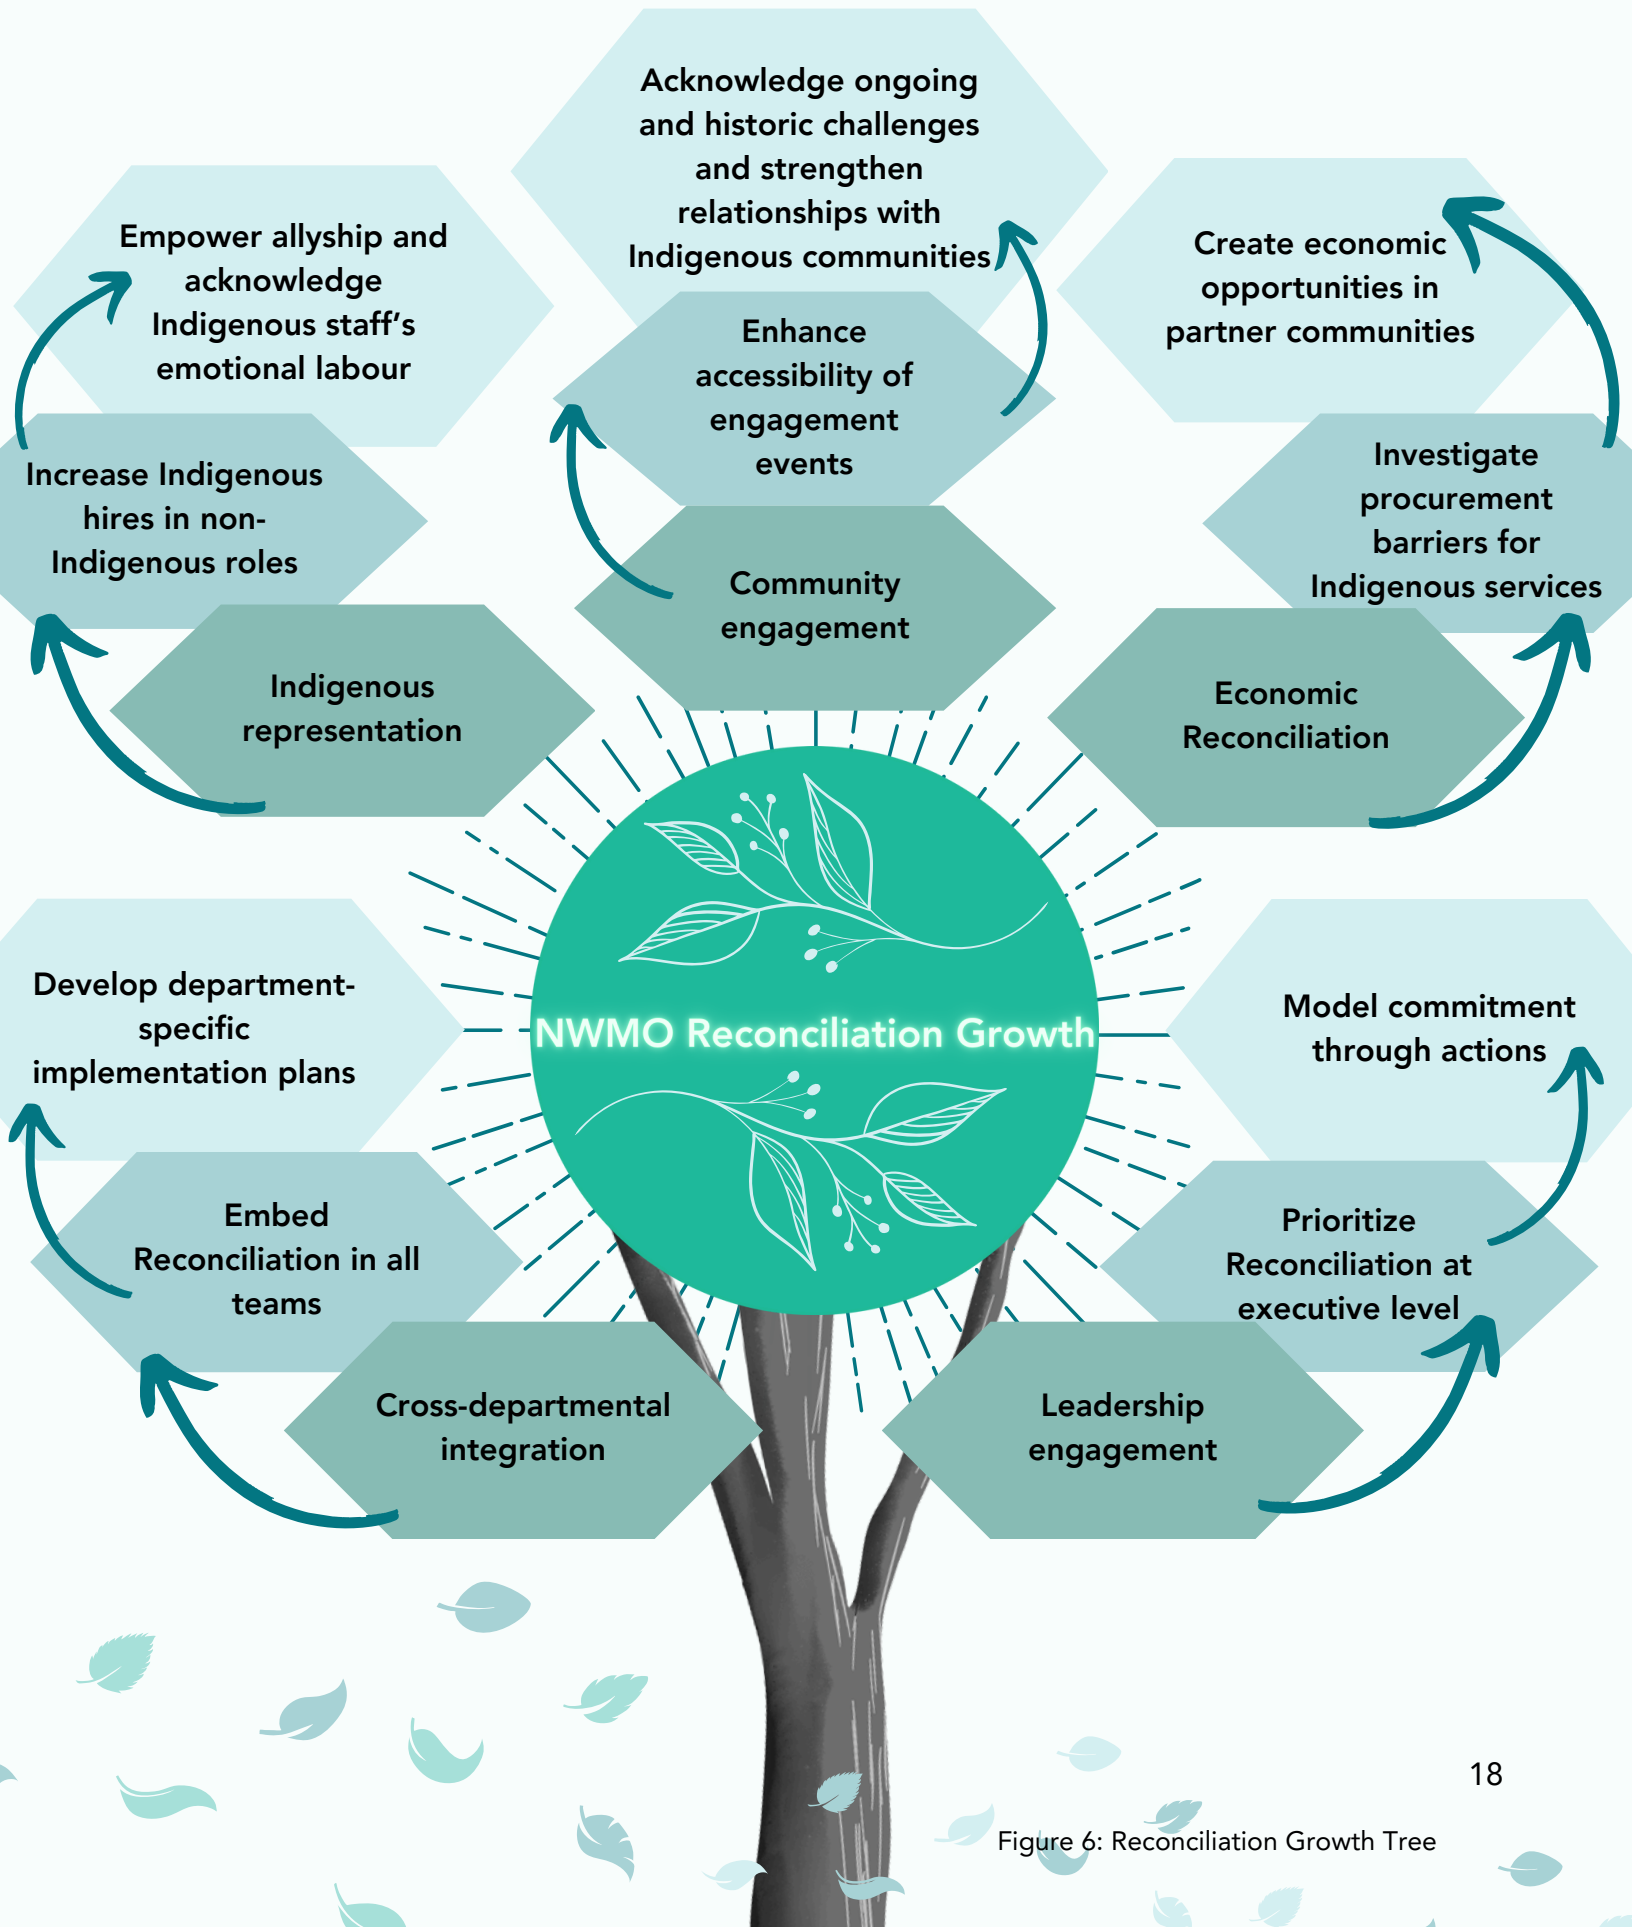 Acknowledge ongoing
and historic challenges
and strengthen
relationships with
Indigenous communities
Empower allyship and
acknowledge
Indigenous staff's
emotional labour
Create economic
opportunities in
partner communities
Enhance
accessibility of
engagement
events
Increase Indigenous
hires in non-
Indigenous roles
Investigate
procurement
barriers for
Indigenous services
Community
engagement
Indigenous
representation
Economic
Reconciliation
NWMO Reconciliation Growth
Develop department-
specific
implementation plans
Model commitment
through actions
Embed
Reconciliation in all
teams
Prioritize
Reconciliation at
executive level
Cross-departmental
integration
Leadership
engagement
18
Figure 6: Reconciliation Growth Tree